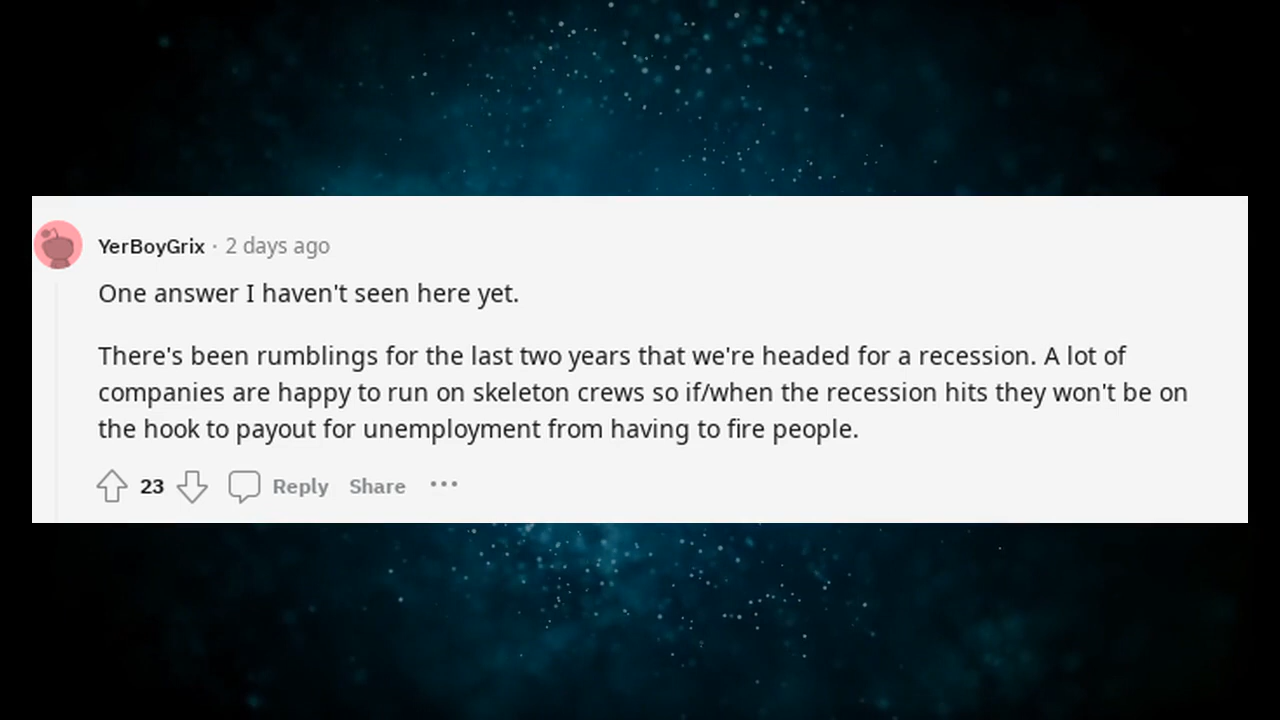 YerBoyGrix · 2 days ago
One answer I haven't seen here yet.
There's been rumblings for the last two years that we're headed for a recession. A lot of
companies are happy to run on skeleton crews so if/when the recession hits they won't be on
the hook to payout for unemployment from having to fire people.
23 Reply Share •••